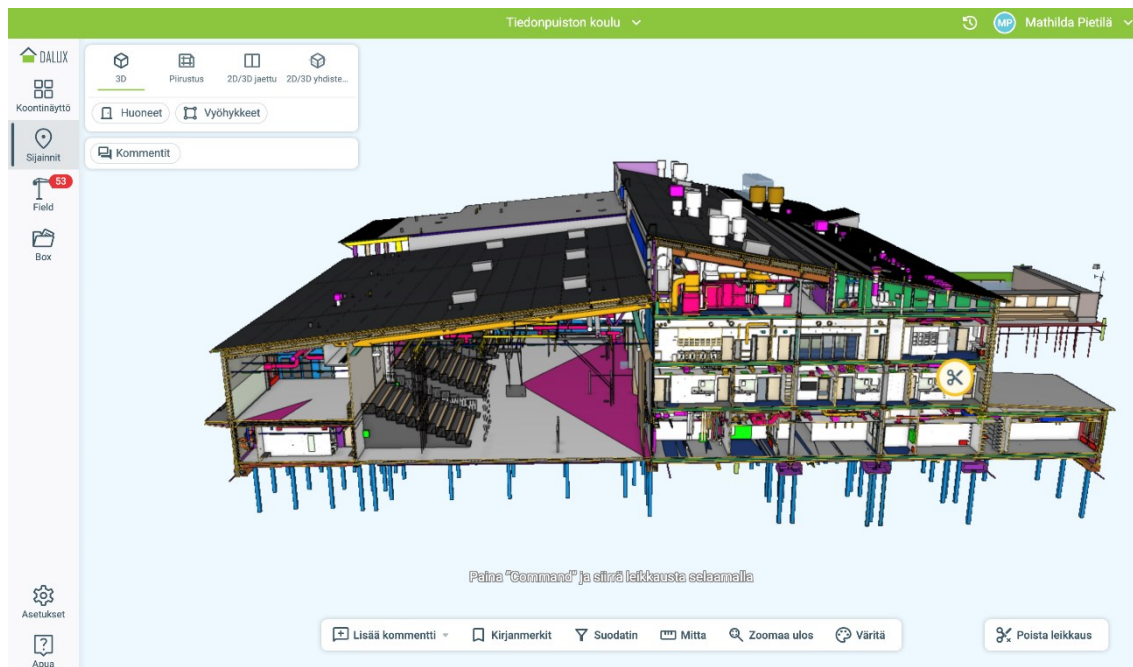 Tiedonpuiston koulu
MP Mathilda Pietilä
DALUX
Koontinäyttö
Sijainnit
53
Field
Box
Asetukset
Apua
3D
Piirustus
2D/3D jaettu
2D/3D yhdiste...
Huoneet
Vyöhykkeet
Kommentit
Paina "Command" ja siirrä leikkausta selaamalla
Lisää kommentti
Kirjanmerkit
Suodatin
Mitta
Zoomaa ulos
Väritä
Poista leikkaus